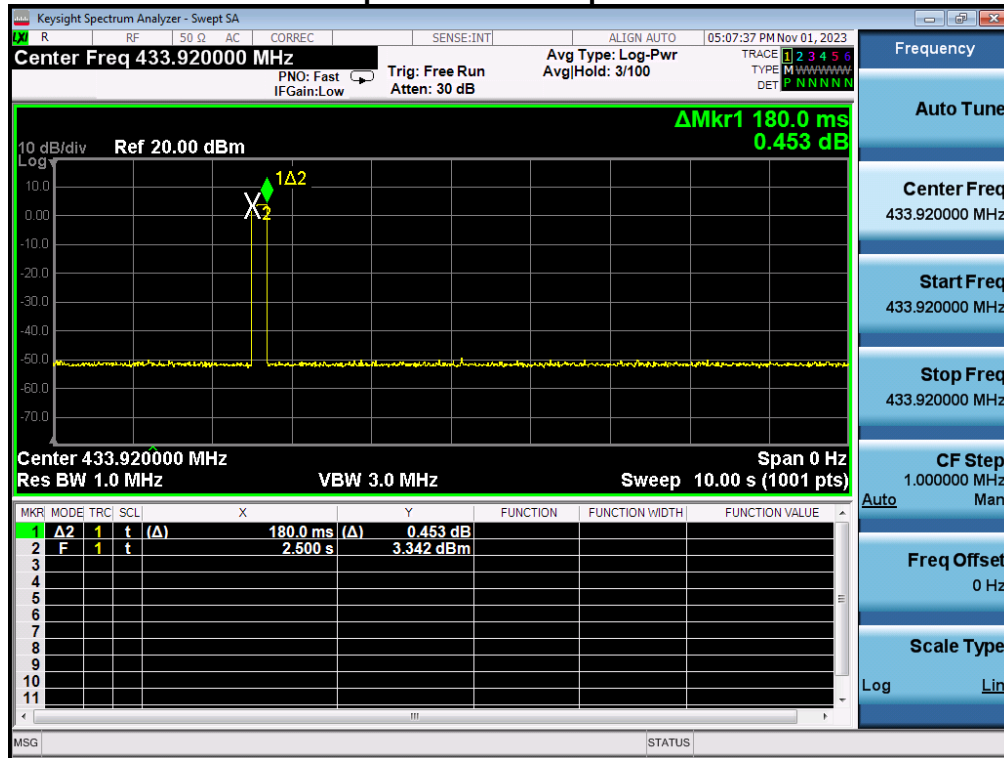 Keysight Spectrum Analyzer - Swept SA
LXI R RF 50 Ω AC CORREC SENSE:INT ALIGN AUTO 05:07:37 PM Nov 01, 2023
Center Freq 433.920000 MHz
PNO: Fast
IFGain:Low
Trig: Free Run
Atten: 30 dB
Avg Type: Log-Pwr
Avg|Hold: 3/100
TRACE 1 2 3 4 5 6
TYPE M WWWWW
DET P N N N N N
ΔMkr1 180.0 ms
0.453 dB
10 dB/div Ref 20.00 dBm
Log
10.0
0.00
-10.0
-20.0
-30.0
-40.0
-50.0
-60.0
-70.0
1Δ2
X2
Center 433.920000 MHz Span 0 Hz
Res BW 1.0 MHz VBW 3.0 MHz Sweep 10.00 s (1001 pts)
MKR MODE TRC SCL X Y FUNCTION FUNCTION WIDTH FUNCTION VALUE
1 Δ2 1 t (Δ) 180.0 ms (Δ) 0.453 dB
2 F 1 t 2.500 s 3.342 dBm
3
4
5
6
7
8
9
10
11
MSG STATUS
Frequency
Auto Tune
Center Freq
433.920000 MHz
Start Freq
433.920000 MHz
Stop Freq
433.920000 MHz
CF Step
1.000000 MHz
Auto Man
Freq Offset
0 Hz
Scale Type
Log Lin